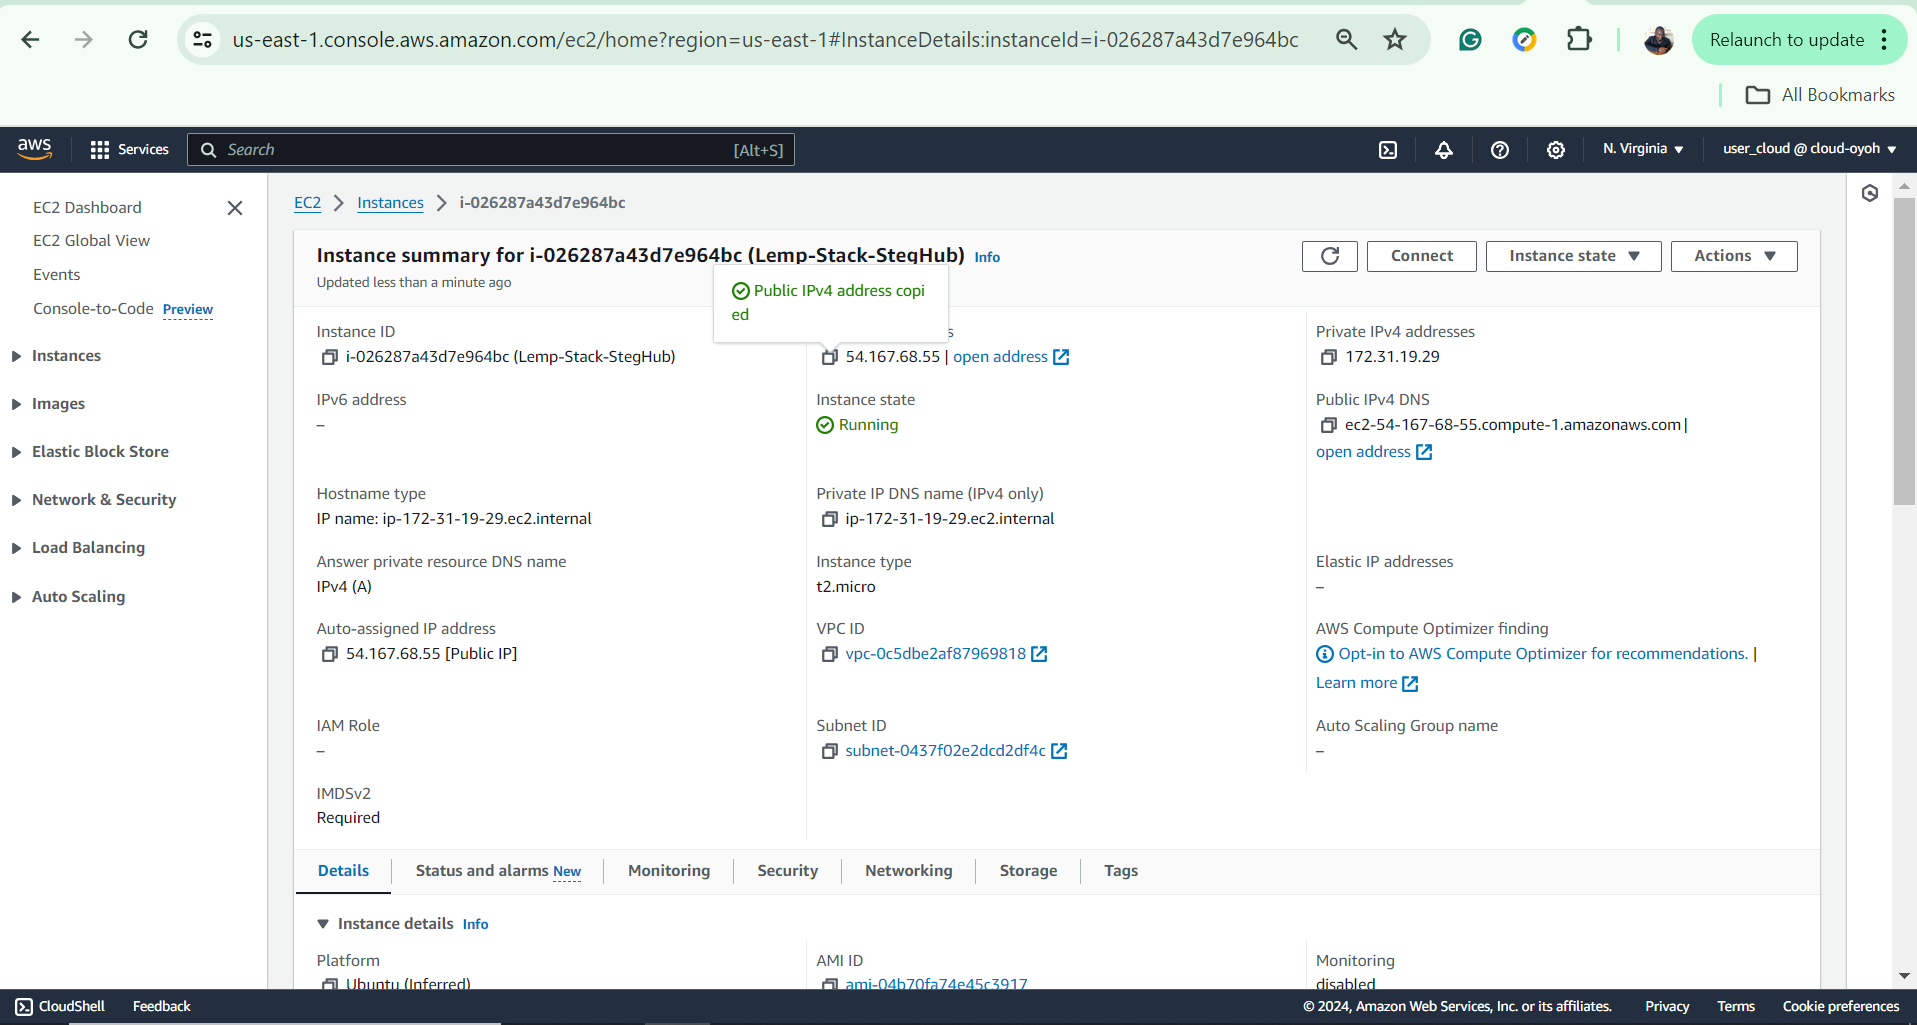 us-east-1.console.aws.amazon.com/ec2/home?region=us-east-1#InstanceDetails:instanceId=i-026287a43d7e964bc
Relaunch to update
All Bookmarks
aws
Services
Search
[Alt+S]
N. Virginia
user_cloud @ cloud-oyoh
EC2 Dashboard
EC2 Global View
Events
Console-to-Code Preview
Instances
Images
Elastic Block Store
Network & Security
Load Balancing
Auto Scaling
EC2
Instances
i-026287a43d7e964bc
Instance summary for i-026287a43d7e964bc (Lemp-Stack-StegHub) Info
Updated less than a minute ago
Connect
Instance state
Actions
Public IPv4 address copi
ed
Instance ID
i-026287a43d7e964bc (Lemp-Stack-StegHub)
s
54.167.68.55 | open address
Private IPv4 addresses
172.31.19.29
IPv6 address
–
Instance state
Running
Public IPv4 DNS
ec2-54-167-68-55.compute-1.amazonaws.com |
open address
Hostname type
IP name: ip-172-31-19-29.ec2.internal
Private IP DNS name (IPv4 only)
ip-172-31-19-29.ec2.internal
Answer private resource DNS name
IPv4 (A)
Instance type
t2.micro
Elastic IP addresses
–
Auto-assigned IP address
54.167.68.55 [Public IP]
VPC ID
vpc-0c5dbe2af87969818
AWS Compute Optimizer finding
Opt-in to AWS Compute Optimizer for recommendations. |
Learn more
IAM Role
–
Subnet ID
subnet-0437f02e2dcd2df4c
Auto Scaling Group name
–
IMDSv2
Required
Details
Status and alarms New
Monitoring
Security
Networking
Storage
Tags
Instance details Info
Platform
Ubuntu (Inferred)
AMI ID
ami-04b70fa74e45c3917
Monitoring
disabled
CloudShell
Feedback
© 2024, Amazon Web Services, Inc. or its affiliates.
Privacy
Terms
Cookie preferences